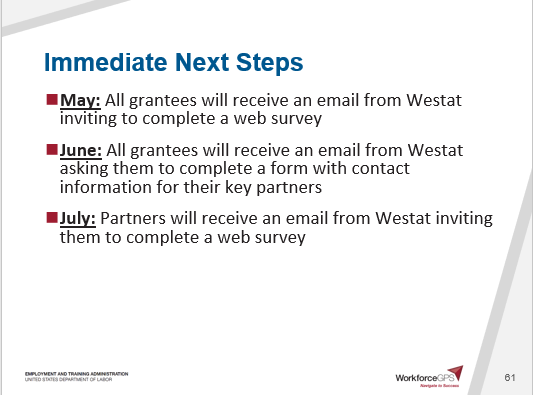 Immediate Next Steps
May: All grantees will receive an email from Westat
inviting to complete a web survey
June: All grantees will receive an email from Westat
asking them to complete a form with contact
information for their key partners
July: Partners will receive an email from Westat inviting
them to complete a web survey
EMPLOYMENT AND TRAINING ADMINISTRATION
UNITED STATES DEPARTMENT OF LABOR
WorkforceGPS
Navigate to Success
61